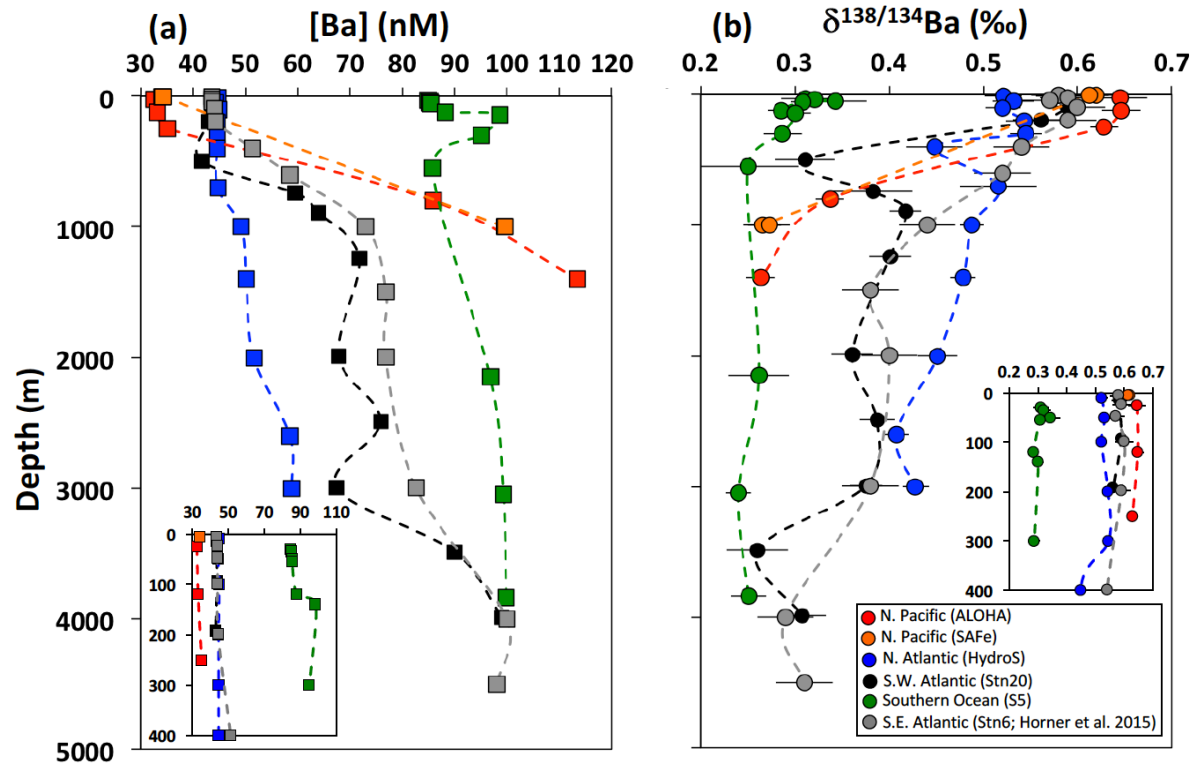 (a) [Ba] (nM)
30 40 50 60 70 80 90 100 110 120
0
1000
2000
3000
4000
5000
Depth (m)
30 50 70 90 110
0
100
200
300
400
(b) δ138/134Ba (‰)
0.2 0.3 0.4 0.5 0.6 0.7
0.2 0.3 0.4 0.5 0.6 0.7
0
100
200
300
400
N. Pacific (ALOHA)
N. Pacific (SAFe)
N. Atlantic (HydroS)
S.W. Atlantic (Stn20)
Southern Ocean (S5)
S.E. Atlantic (Stn6; Horner et al. 2015)